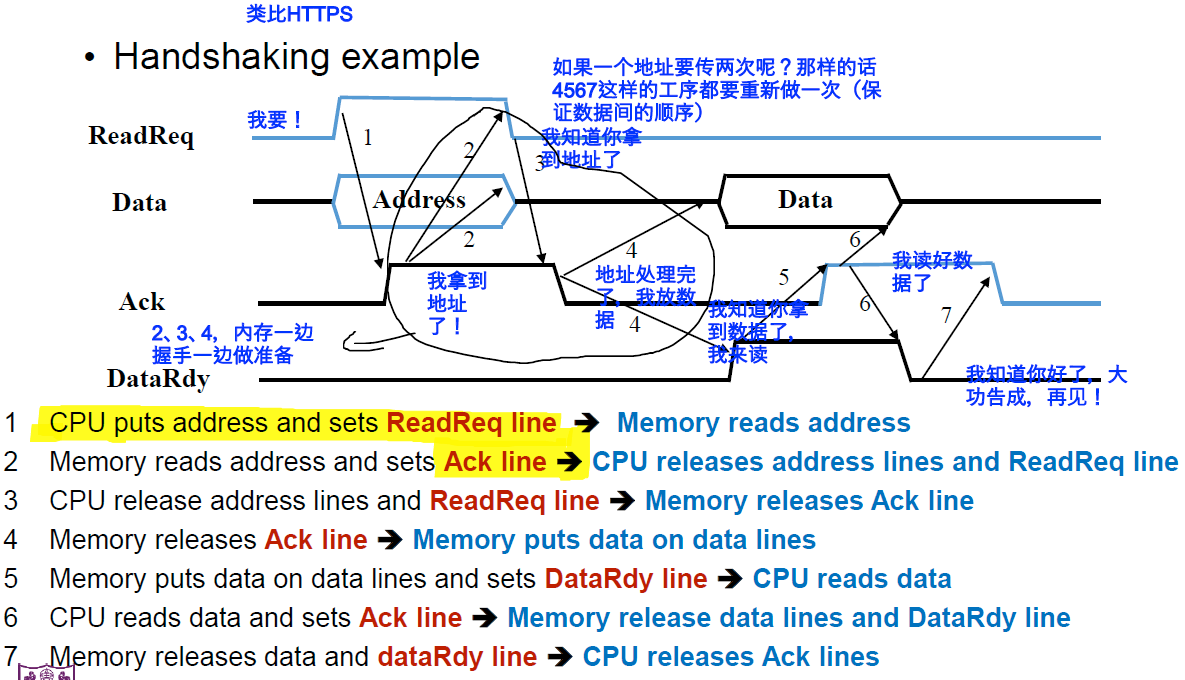 类比HTTPS
• Handshaking example
如果一个地址要传两次呢？那样的话
4567这样的工序都要重新做一次（保
证数据间的顺序）
我要！
ReadReq
1
2
3
我知道你拿
到地址了
Data
Address
Data
2
4
6
我读好数
据了
5
Ack
我拿到
地址
了！
地址处理完
了，我放数
据
4
我知道你拿
到数据了，
我来读
6
7
2、3、4，内存一边
握手一边做准备
DataRdy
我知道你好了，大
功告成，再见！
1 CPU puts address and sets ReadReq line ➔ Memory reads address
2 Memory reads address and sets Ack line ➔ CPU releases address lines and ReadReq line
3 CPU release address lines and ReadReq line ➔ Memory releases Ack line
4 Memory releases Ack line ➔ Memory puts data on data lines
5 Memory puts data on data lines and sets DataRdy line ➔ CPU reads data
6 CPU reads data and sets Ack line ➔ Memory release data lines and DataRdy line
7 Memory releases data and dataRdy line ➔ CPU releases Ack lines